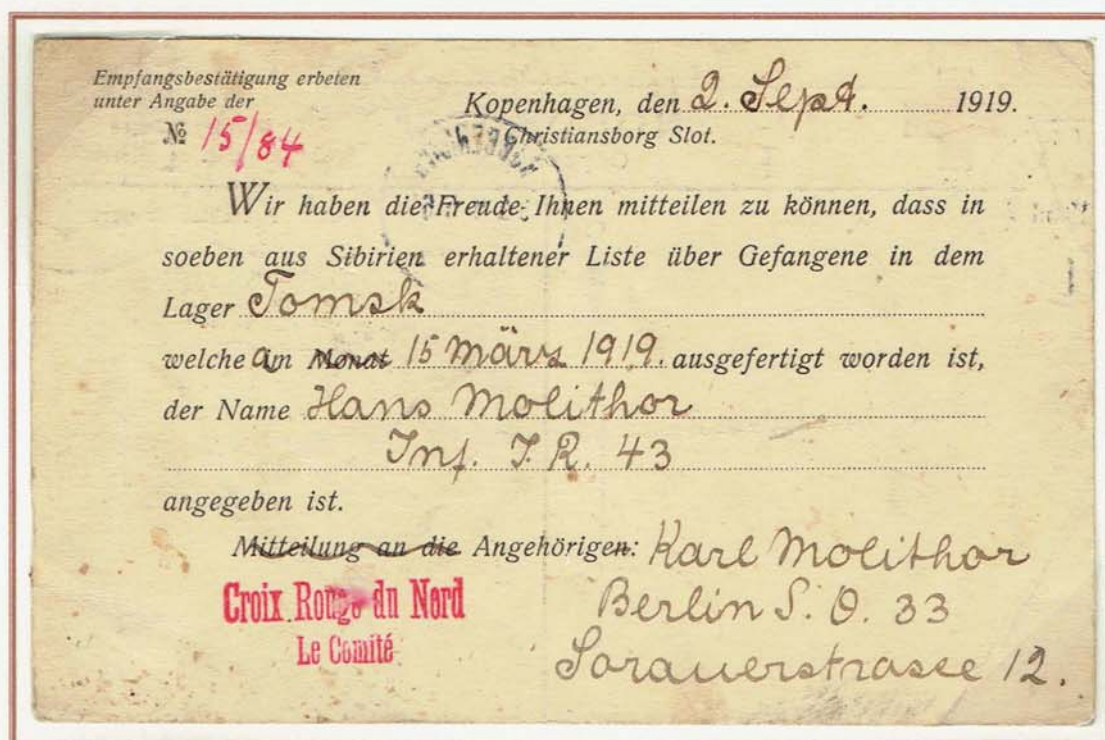 Empfangsbestätigung erbeten
unter Angabe der
№ 15/84
Kopenhagen, den 2. Sept. 1919.
Christiansborg Slot.
Wir haben die Freude Ihnen mitteilen zu können, dass in
soeben aus Sibirien erhaltener Liste über Gefangene in dem
Lager Tomsk
welche am Monat 15 März 1919. ausgefertigt worden ist,
der Name Hans Molithor
Inf. I. R. 43
angegeben ist.
Mitteilung an die Angehörigen: Karl Molithor
Berlin S. O. 33
Sorauerstrasse 12.
Croix Rouge du Nord
Le Comité